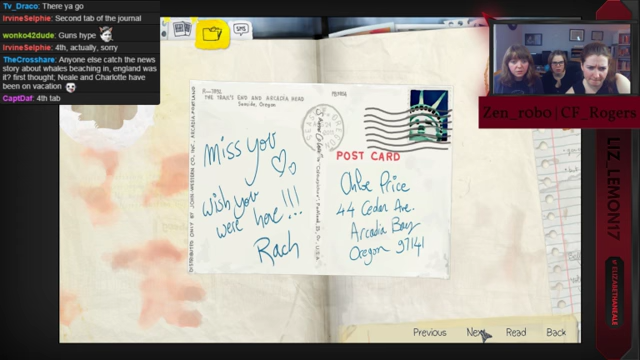 Tv_Draco: There ya go
IrvineSelphie: Second tab of the journal
wonko42dude: Guns hype
IrvineSelphie: 4th, actually, sorry
TheCrosshare: Anyone else catch the news
story about whales beaching in, england was
it? first thought; Neale and Charlotte have
been on vacation
CaptDaf: 4th tab
SMS
THE TRAIL'S END AND ARCADIA READ
Seaside, Oregon
Miss you
wish you
were here!!!
Rach
POST CARD
Chloe Price
44 Cedar Ave.
Arcadia Bay
Oregon 97141
Previous
Next
Read
Back
Zen_robo|CF_Rogers
LIZ_LEMON17
@ELIZABETHNEALE